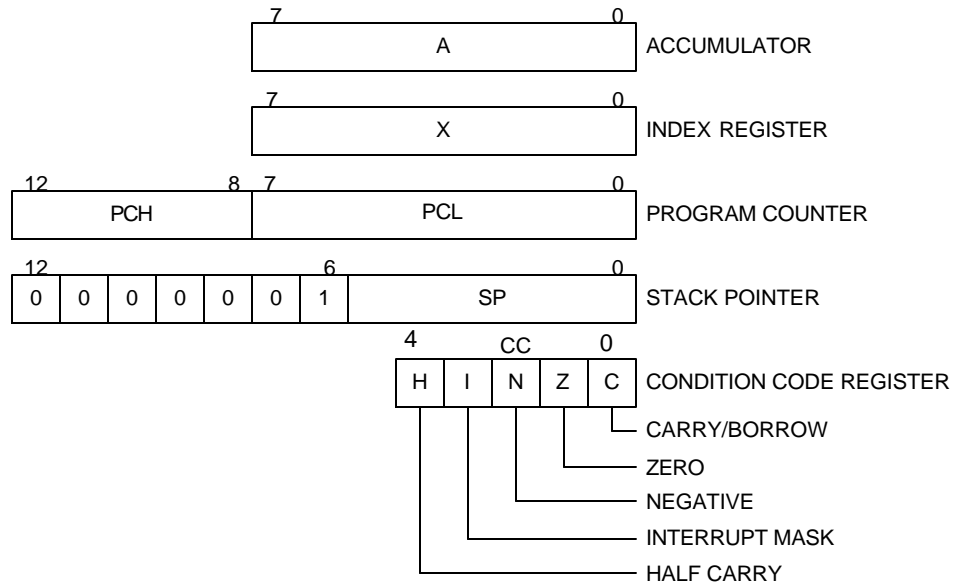 7 0
A ACCUMULATOR
7 0
X INDEX REGISTER
12 8 7 0
PCH PCL PROGRAM COUNTER
12 6 0
0 0 0 0 0 0 1 SP STACK POINTER
4 CC 0
H I N Z C CONDITION CODE REGISTER
CARRY/BORROW
ZERO
NEGATIVE
INTERRUPT MASK
HALF CARRY